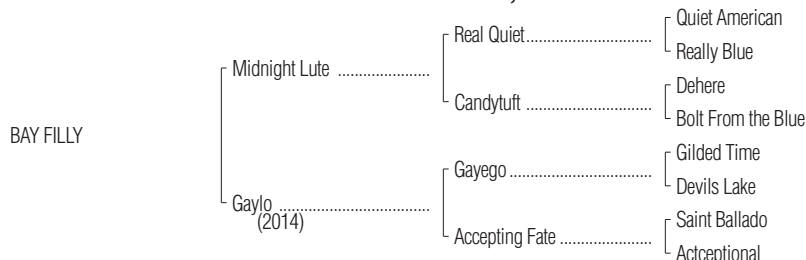 Quiet American
Real Quiet..............................
Really Blue
Midnight Lute ......................
Dehere
Candytuft ..............................
Bolt From the Blue
BAY FILLY
Gilded Time
Gayego ..................................
Devils Lake
Gaylo ....................................
(2014)
Saint Ballado
Accepting Fate ......................
Actceptional